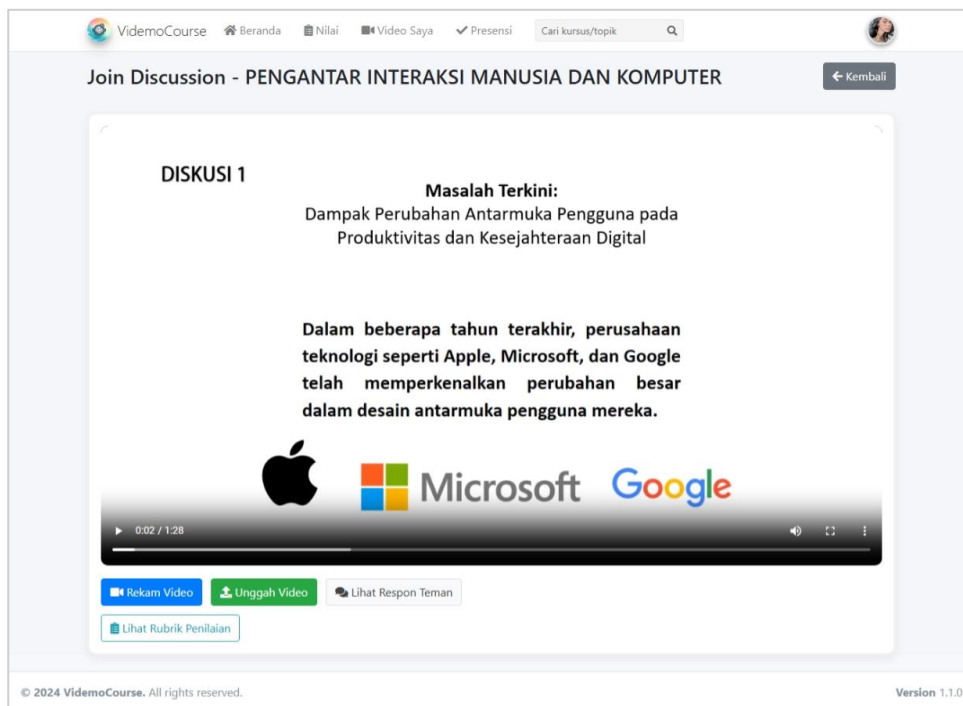 VidemoCourse Beranda Nilai Video Saya Presensi Cari kursus/topik
Join Discussion - PENGANTAR INTERAKSI MANUSIA DAN KOMPUTER Kembali
DISKUSI 1
Masalah Terkini:
Dampak Perubahan Antarmuka Pengguna pada
Produktivitas dan Kesejahteraan Digital
Dalam beberapa tahun terakhir, perusahaan
teknologi seperti Apple, Microsoft, dan Google
telah memperkenalkan perubahan besar
dalam desain antarmuka pengguna mereka.
Microsoft Google
0:02 / 1:28
Rekam Video Unggah Video Lihat Respon Teman
Lihat Rubrik Penilaian
© 2024 VidemoCourse. All rights reserved. Version 1.1.0